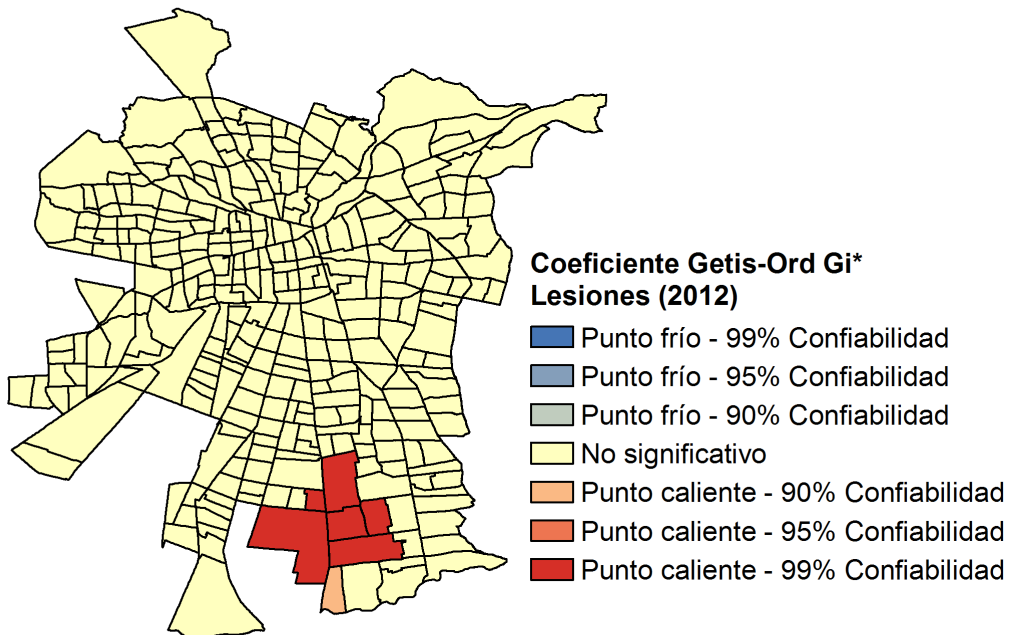 Coeficiente Getis-Ord Gi*
Lesiones (2012)
Punto frío - 99% Confiabilidad
Punto frío - 95% Confiabilidad
Punto frío - 90% Confiabilidad
No significativo
Punto caliente - 90% Confiabilidad
Punto caliente - 95% Confiabilidad
Punto caliente - 99% Confiabilidad